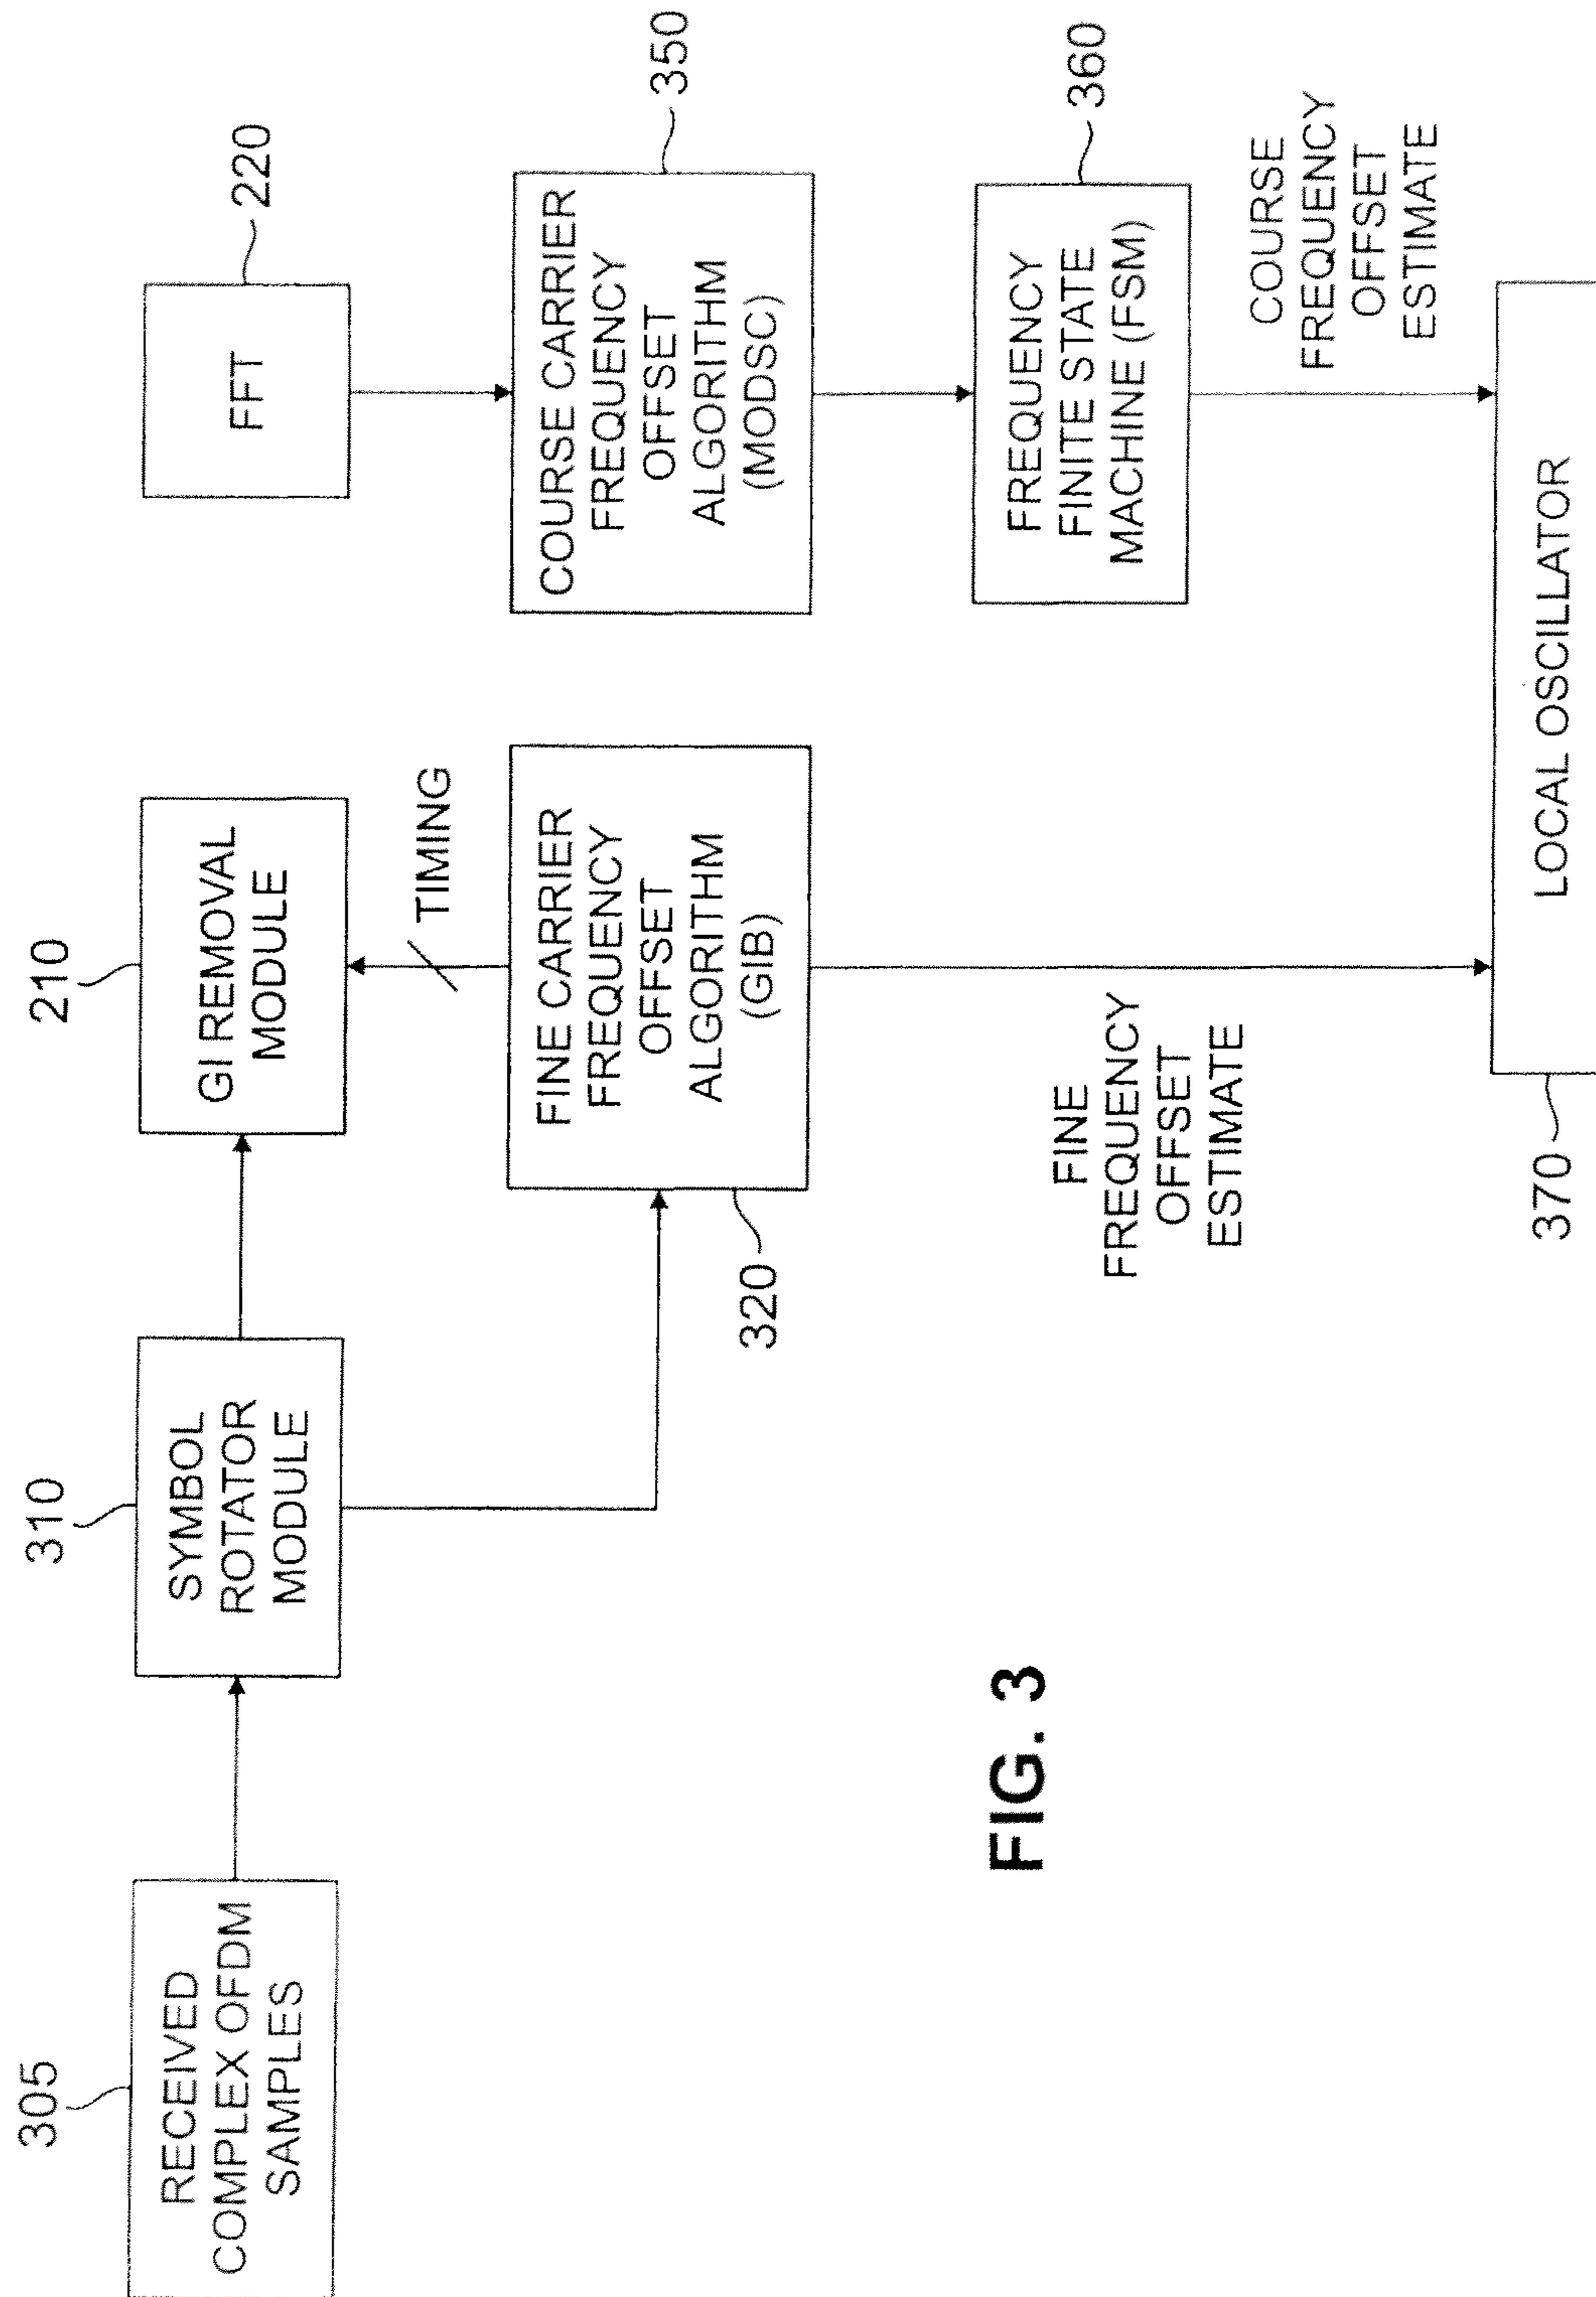 305
RECEIVED
COMPLEX OFDM
SAMPLES
310
SYMBOL
ROTATOR
MODULE
210
GI REMOVAL
MODULE
TIMING
FINE CARRIER
FREQUENCY
OFFSET
ALGORITHM
(GIB)
320
FINE
FREQUENCY
OFFSET
ESTIMATE
FFT
220
COURSE CARRIER
FREQUENCY
OFFSET
ALGORITHM
(MODSC)
350
FREQUENCY
FINITE STATE
MACHINE (FSM)
360
COURSE
FREQUENCY
OFFSET
ESTIMATE
LOCAL OSCILLATOR
370
FIG. 3